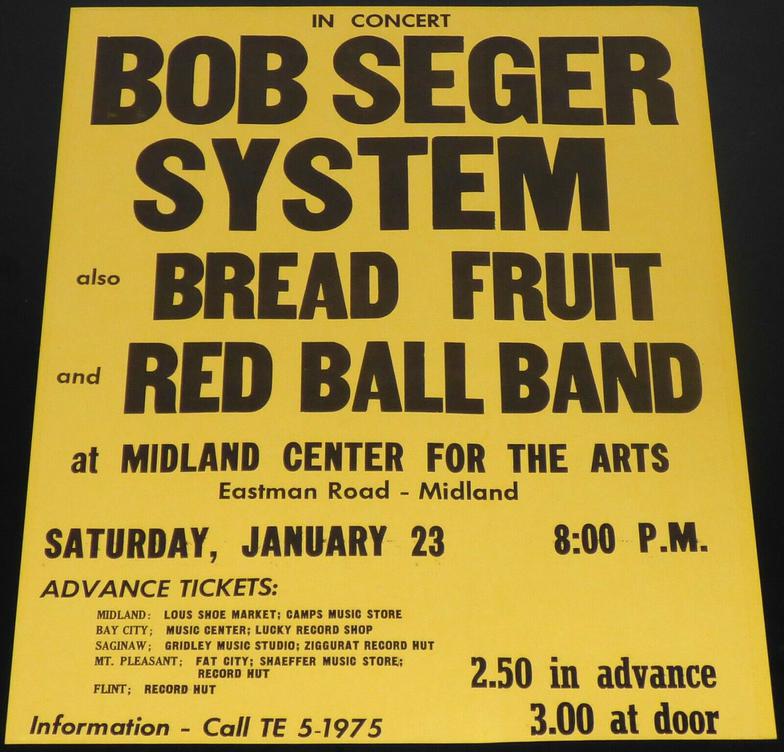 IN CONCERT
BOB SEGER
SYSTEM
also BREAD FRUIT
and RED BALL BAND
at MIDLAND CENTER FOR THE ARTS
Eastman Road - Midland
SATURDAY, JANUARY 23 8:00 P.M.
ADVANCE TICKETS:
MIDLAND: LOUS SHOE MARKET; CAMPS MUSIC STORE
BAY CITY; MUSIC CENTER; LUCKY RECORD SHOP
SAGINAW; GRIDLEY MUSIC STUDIO; ZIGGURAT RECORD HUT
MT. PLEASANT; FAT CITY; SHAEFFER MUSIC STORE;
RECORD HUT
FLINT; RECORD HUT
2.50 in advance
3.00 at door
Information - Call TE 5-1975